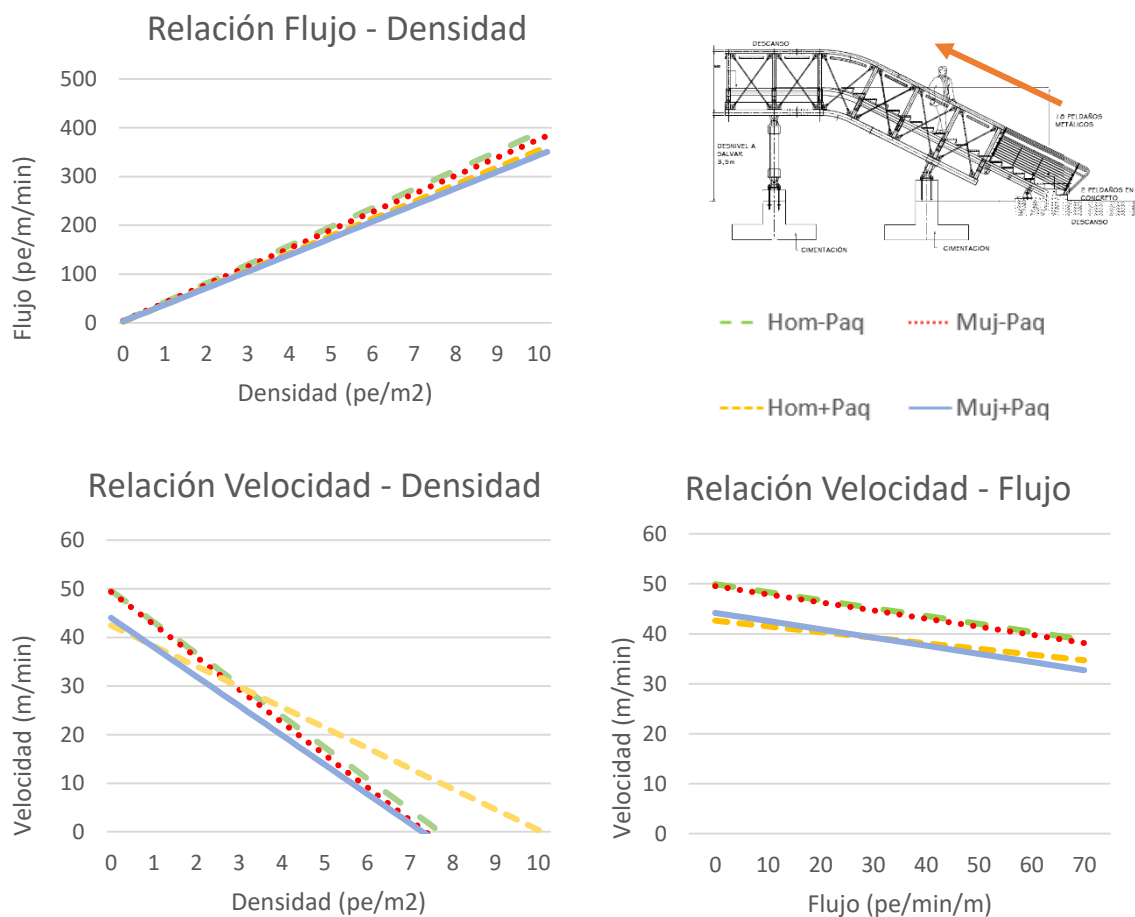 Relación Flujo - Densidad
500
400
300
200
100
0
0 1 2 3 4 5 6 7 8 9 10
Flujo (pe/m/min)
Densidad (pe/m2)
DESCANSO
18 PELDAÑOS
METÁLICOS
DESNIVEL A
SALVAR
3,5m
2 PELDAÑOS EN
CONCRETO
DESCANSO
CIMENTACIÓN
CIMENTACIÓN
Hom-Paq
Muj-Paq
Hom+Paq
Muj+Paq
Relación Velocidad - Densidad
60
50
40
30
20
10
0
0 1 2 3 4 5 6 7 8 9 10
Velocidad (m/min)
Densidad (pe/m2)
Relación Velocidad - Flujo
60
50
40
30
20
10
0
0 10 20 30 40 50 60 70
Velocidad (m/min)
Flujo (pe/min/m)